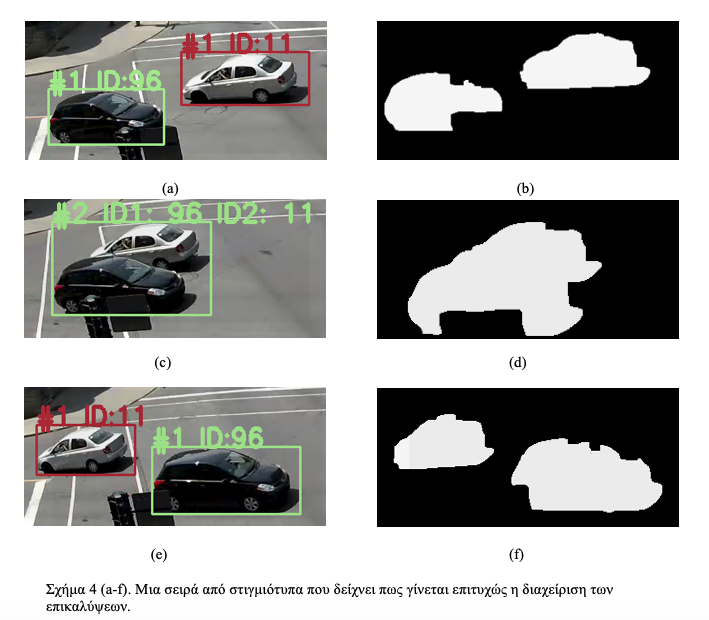 #1 ID:11
#1 ID:96
(a)
(b)
#2 ID1: 96 ID2: 11
(c)
(d)
#1 ID:11
#1 ID:96
(e)
(f)
Σχήμα 4 (a-f). Μια σειρά από στιγμιότυπα που δείχνει πως γίνεται επιτυχώς η διαχείριση των
επικαλύψεων.